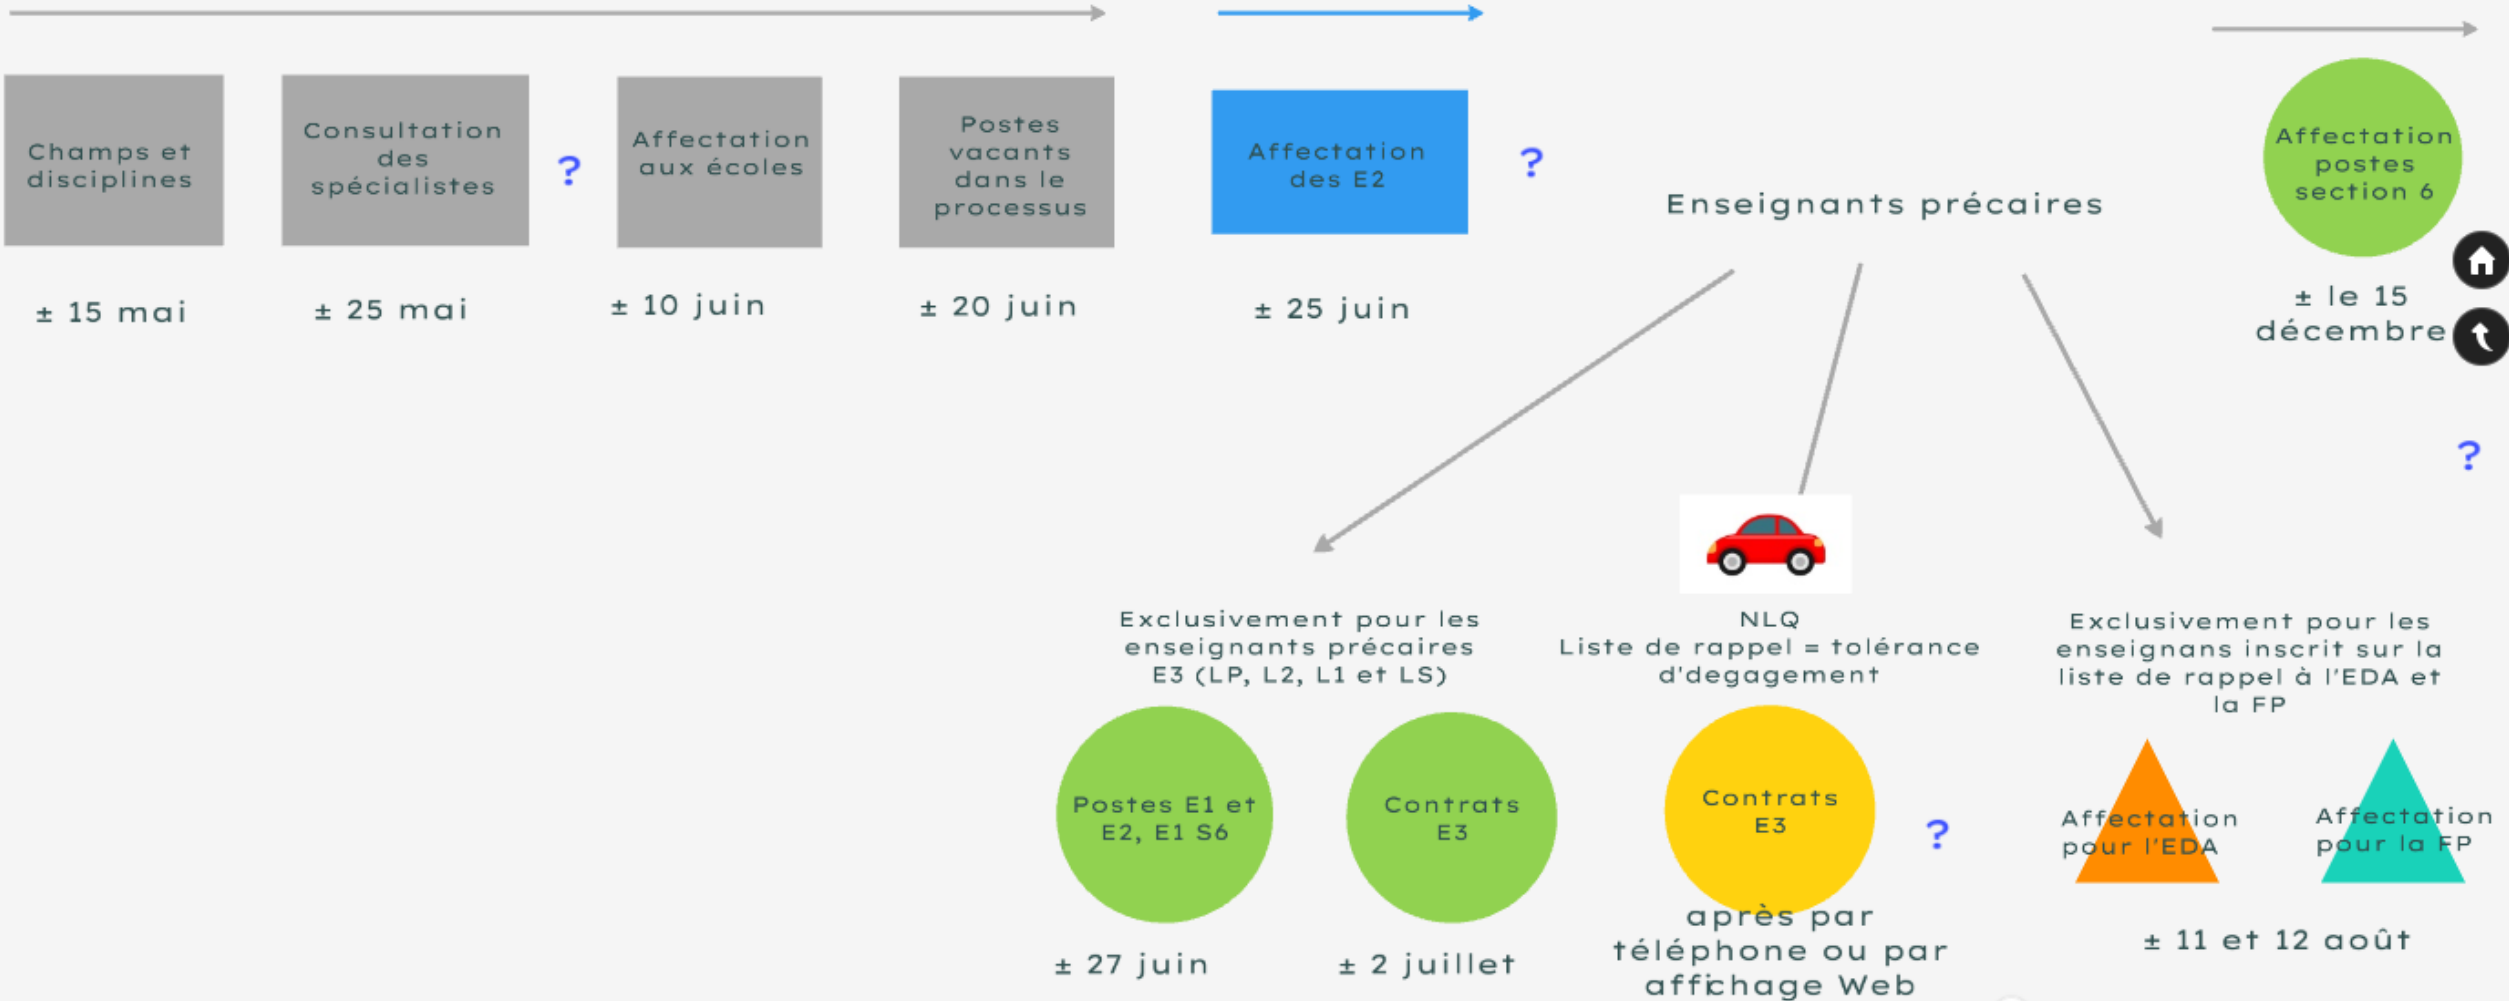 Champs et
disciplines
± 15 mai
Consultation
des
spécialistes
± 25 mai
?
Affectation
aux écoles
± 10 juin
Postes
vacants
dans le
processus
± 20 juin
Affectation
des E2
± 25 juin
?
Enseignants précaires
Affectation
postes
section 6
± le 15
décembre
?
Exclusivement pour les
enseignants précaires
E3 (LP, L2, L1 et LS)
Postes E1 et
E2, E1 S6
± 27 juin
Contrats
E3
± 2 juillet
NLQ
Liste de rappel = tolérance
d'degagement
Contrats
E3
après par
téléphone ou par
affichage Web
?
Exclusivement pour les
enseignans inscrit sur la
liste de rappel à l'EDA et
la FP
Affectation
pour l'EDA
Affectation
pour la FP
± 11 et 12 août